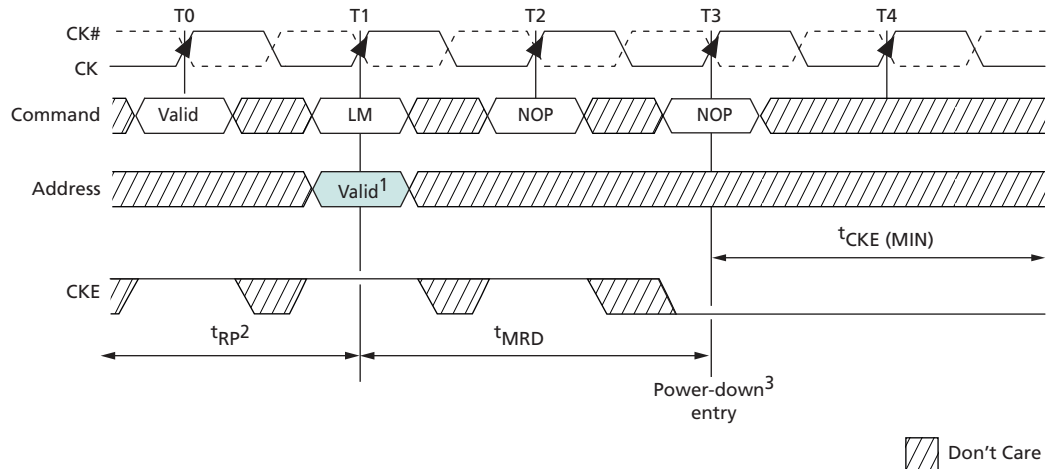 T0 T1 T2 T3 T4
CK#
CK
Command Valid LM NOP NOP
Address Valid1
tCKE (MIN)
CKE
tRP2 tMRD
Power-down3
entry
Don't Care